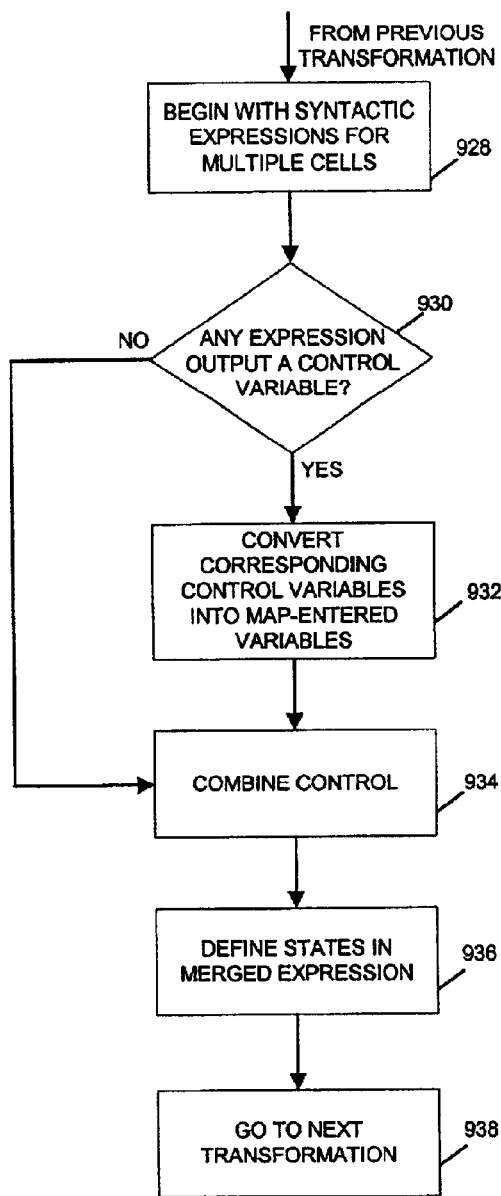 FROM PREVIOUS
TRANSFORMATION
BEGIN WITH SYNTACTIC
EXPRESSIONS FOR
MULTIPLE CELLS
928
930
NO
ANY EXPRESSION
OUTPUT A CONTROL
VARIABLE?
YES
CONVERT
CORRESPONDING
CONTROL VARIABLES
INTO MAP-ENTERED
VARIABLES
932
COMBINE CONTROL
934
DEFINE STATES IN
MERGED EXPRESSION
936
GO TO NEXT
TRANSFORMATION
938